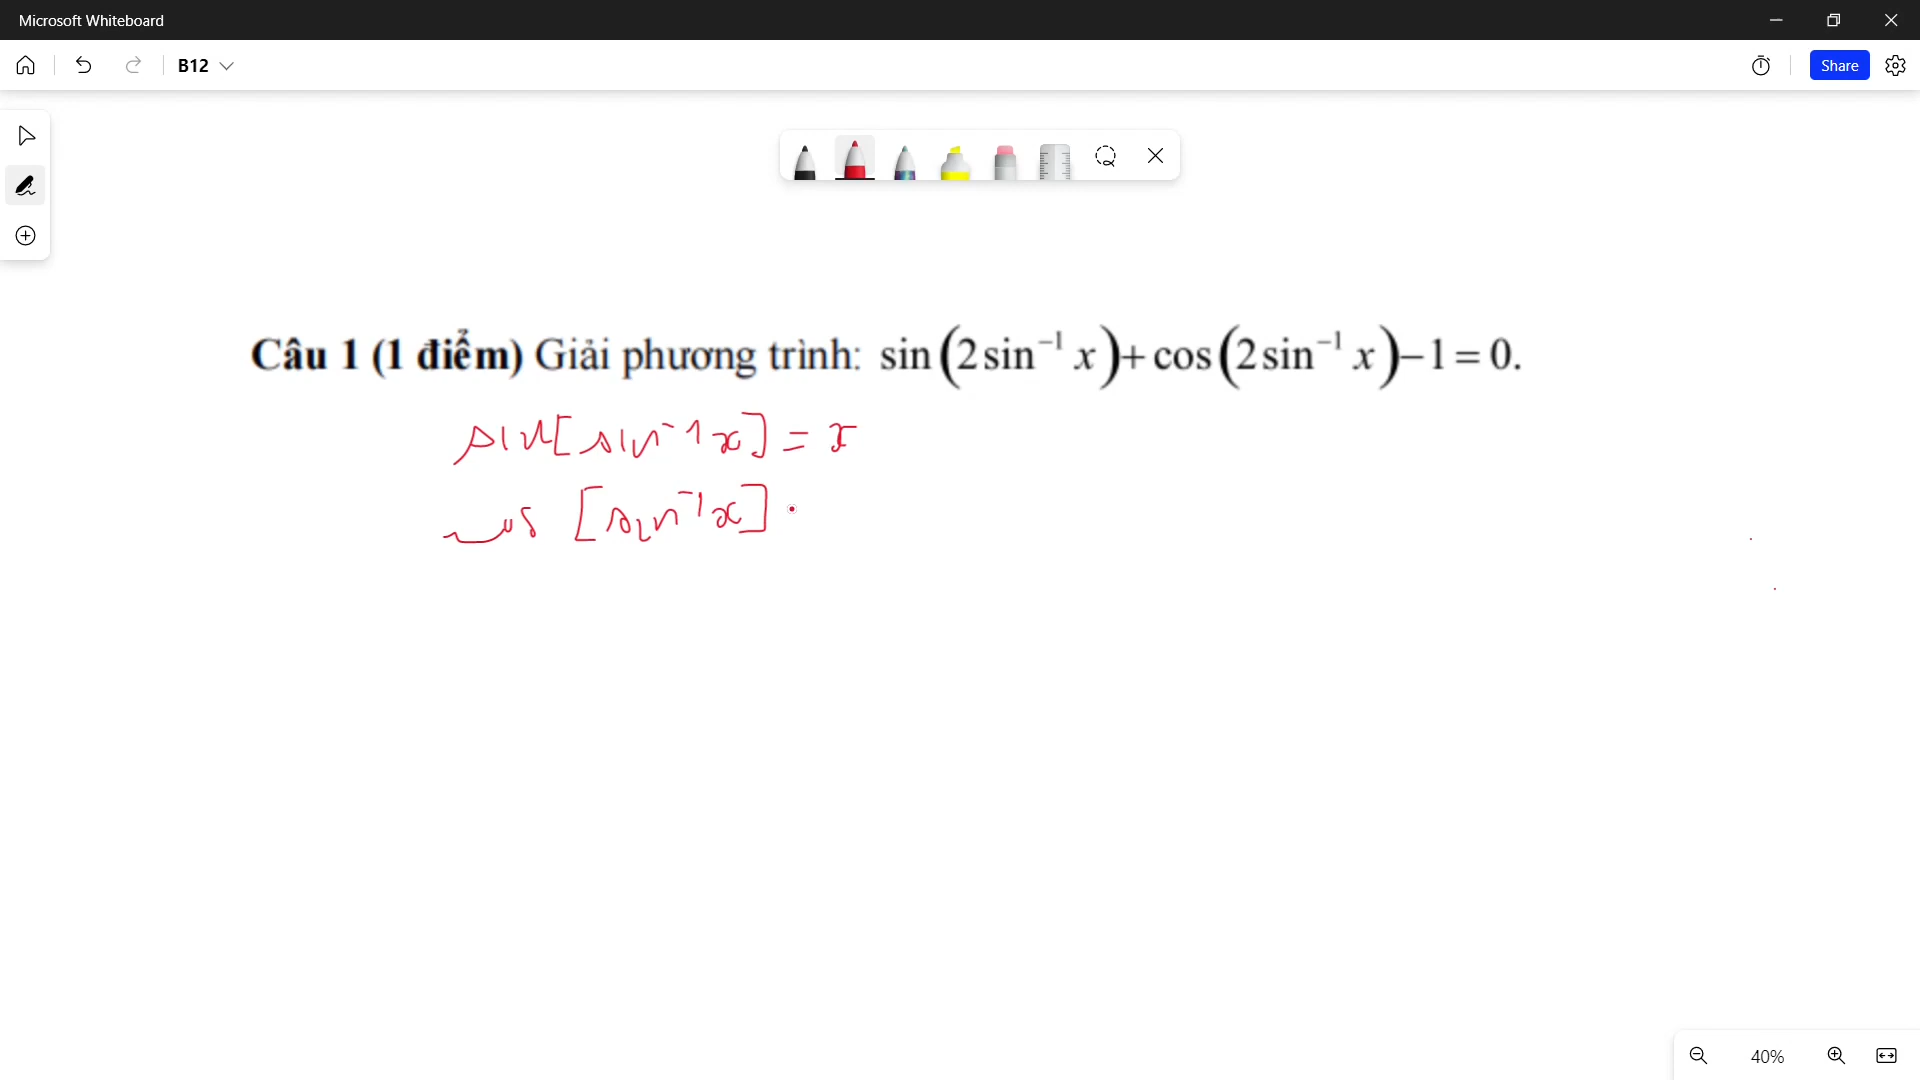 Microsoft Whiteboard
B12
Share
Câu 1 (1 điểm) Giải phương trình: sin(2sin⁻¹ x)+cos(2sin⁻¹ x)–1=0.
sin[sin⁻¹x] = x
cos [sin⁻¹x]
40%